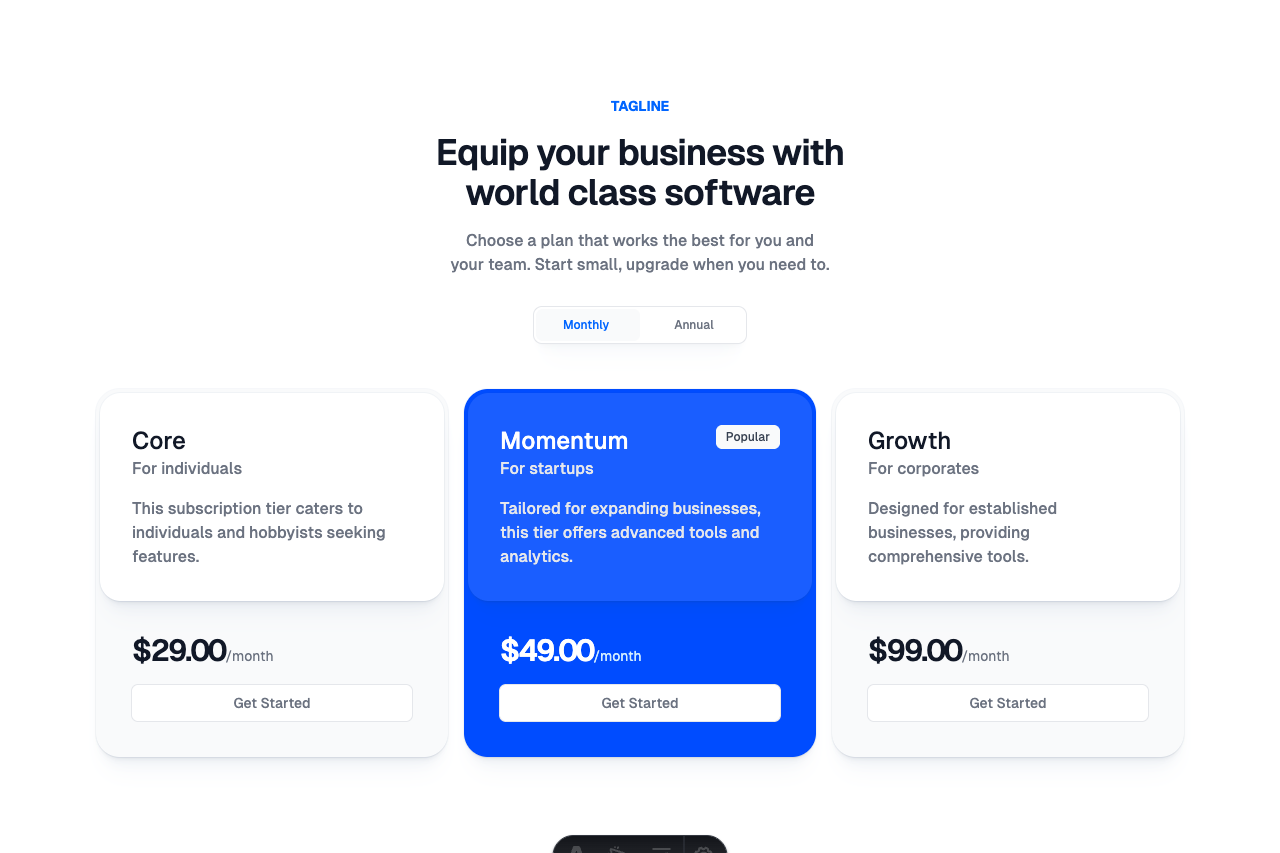 TAGLINE
Equip your business with
world class software
Choose a plan that works the best for you and
your team. Start small, upgrade when you need to.
Monthly
Annual
Core
For individuals
This subscription tier caters to
individuals and hobbyists seeking
features.
$29.00/month
Get Started
Momentum
Popular
For startups
Tailored for expanding businesses,
this tier offers advanced tools and
analytics.
$49.00/month
Get Started
Growth
For corporates
Designed for established
businesses, providing
comprehensive tools.
$99.00/month
Get Started